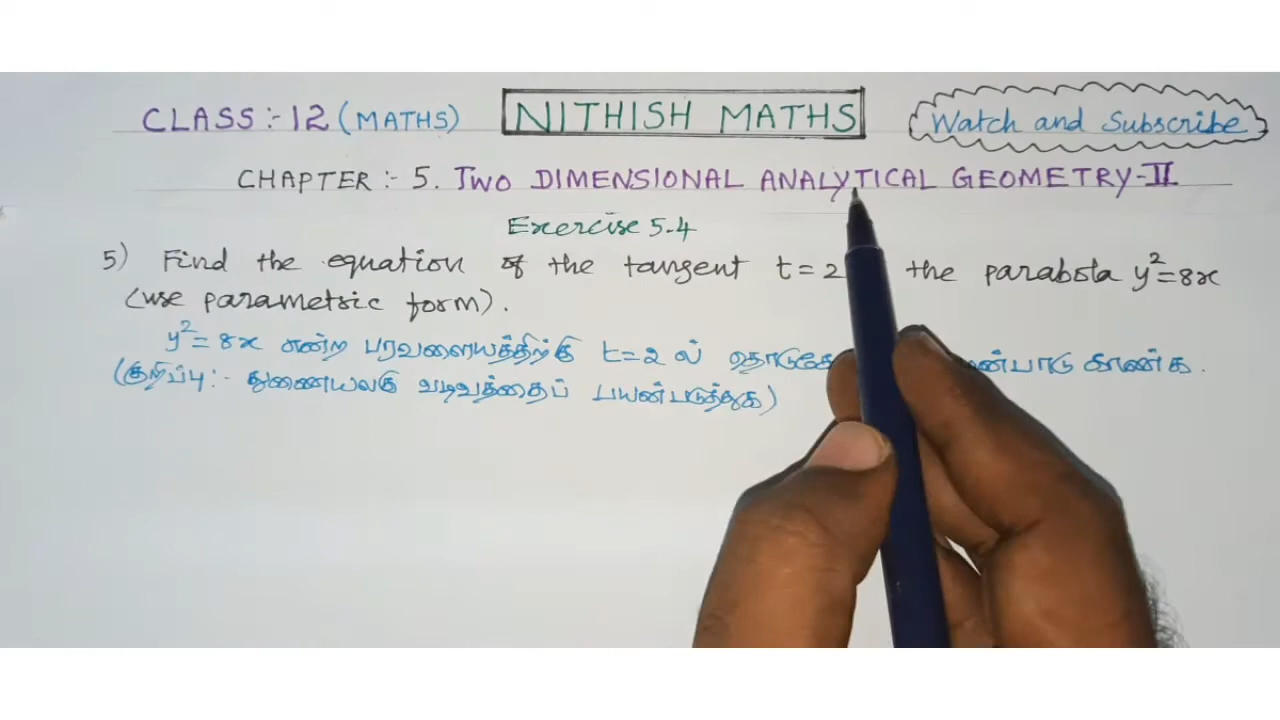 CLASS:- 12 (MATHS) NITHISH MATHS Watch and Subscribe
CHAPTER :- 5. TWO DIMENSIONAL ANALYTICAL GEOMETRY-II
Exercise 5.4
5) Find the equation of the tangent t=2 the parabola y²=8x
(use parametric form).
y²=8x என்ற பரவளையத்திற்கு t=2 ல் காண்க.
(குறிப்பு:- துணையலகு வடிவத்தைப் பயன்படுத்துக)